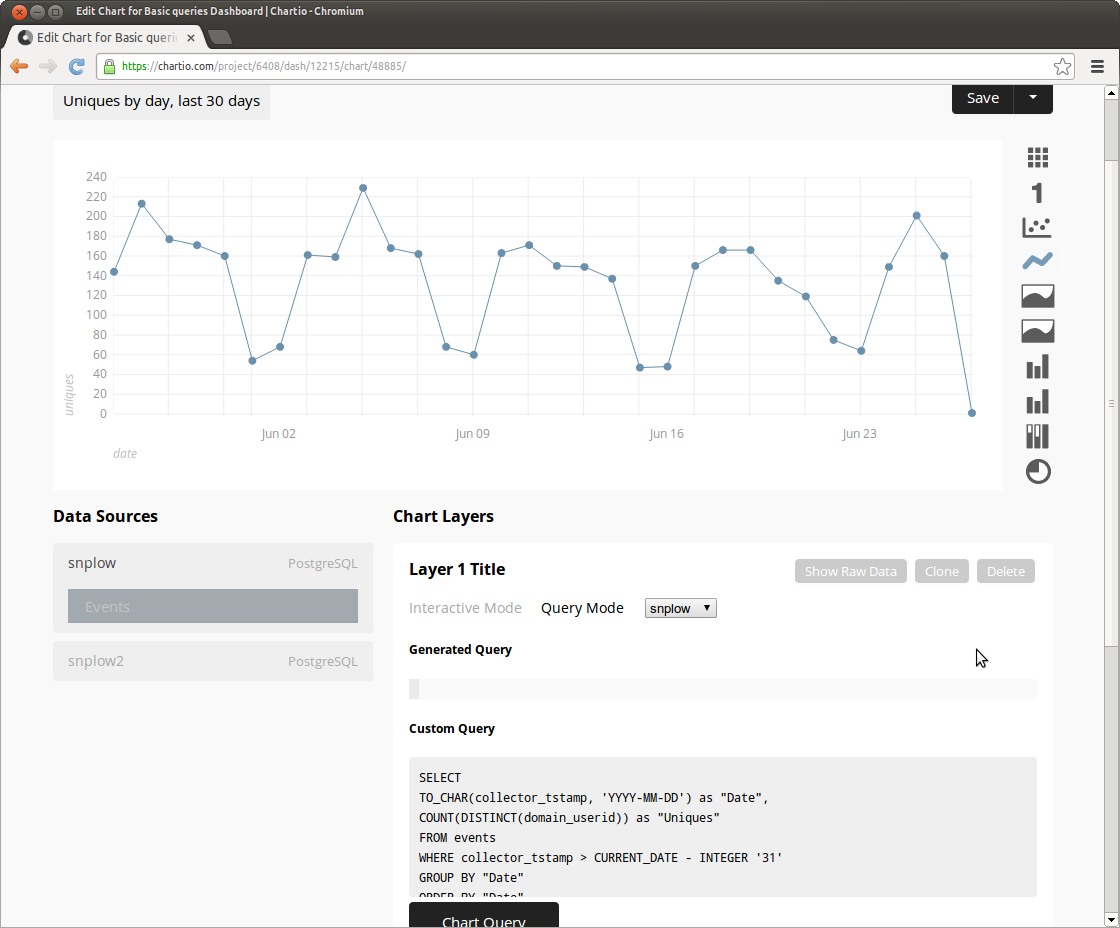 Edit Chart for Basic queries Dashboard | Chartio - Chromium
Edit Chart for Basic queri
https://chartio.com/project/6408/dash/12215/chart/48885/
Uniques by day, last 30 days
Save
240
220
200
180
160
140
120
100
80
60
40
20
0
uniques
Jun 02
Jun 09
Jun 16
Jun 23
date
1
Data Sources
snplow
PostgreSQL
Events
snplow2
PostgreSQL
Chart Layers
Layer 1 Title
Show Raw Data
Clone
Delete
Interactive Mode
Query Mode
snplow
Generated Query
Custom Query
SELECT
TO_CHAR(collector_tstamp, 'YYYY-MM-DD') as "Date",
COUNT(DISTINCT(domain_userid)) as "Uniques"
FROM events
WHERE collector_tstamp > CURRENT_DATE - INTEGER '31'
GROUP BY "Date"
ORDER BY "Date"
Chart Query